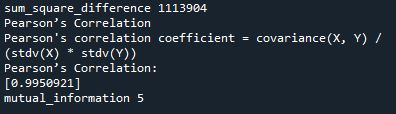 sum_square_difference 1113904
Pearson’s Correlation
Pearson's correlation coefficient = covariance(X, Y) /
(stdv(X) * stdv(Y))
Pearson’s Correlation:
[0.9950921]
mutual_information 5